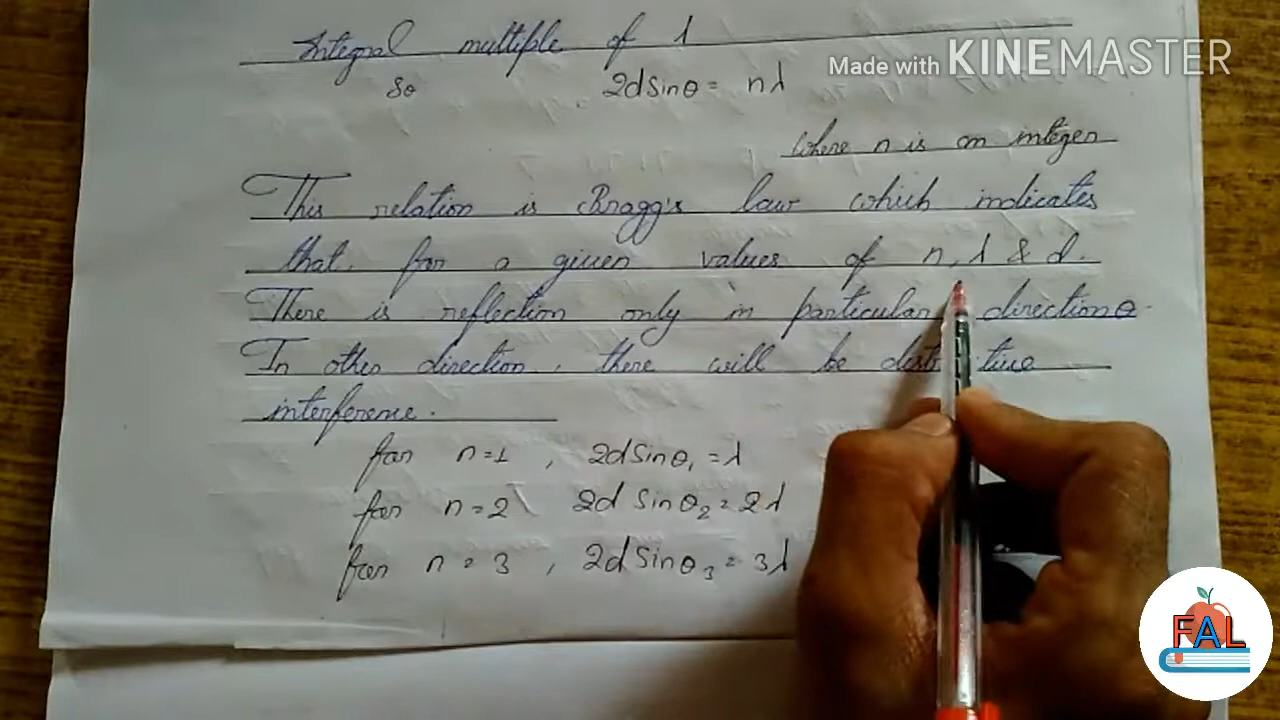 Integral multiple of λ
Made with KINEMASTER
So 2dSinθ = nλ
Where n is an integer
This relation is Bragg's law which indicates
that, for a given values of n, λ & d.
There is reflection only in particular direction θ.
In other direction, there will be
interference.
for n=1, 2dSinθ₁ = λ
for n=2 2d Sinθ₂ = 2λ
for n = 3, 2dSinθ₃ = 3λ
FAL